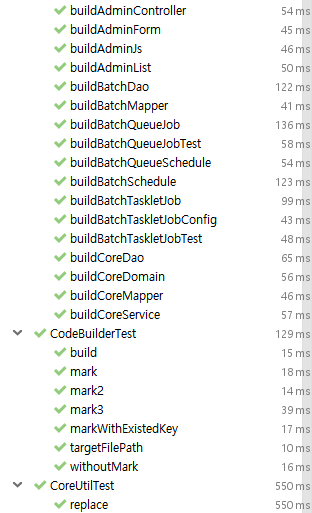 buildAdminController 54 ms
buildAdminForm 45 ms
buildAdminJs 46 ms
buildAdminList 50 ms
buildBatchDao 122 ms
buildBatchMapper 41 ms
buildBatchQueueJob 136 ms
buildBatchQueueJobTest 58 ms
buildBatchQueueSchedule 54 ms
buildBatchSchedule 123 ms
buildBatchTaskletJob 99 ms
buildBatchTaskletJobConfig 43 ms
buildBatchTaskletJobTest 48 ms
buildCoreDao 65 ms
buildCoreDomain 56 ms
buildCoreMapper 46 ms
buildCoreService 57 ms
CodeBuilderTest 129 ms
build 15 ms
mark 18 ms
mark2 14 ms
mark3 39 ms
markWithExistedKey 17 ms
targetFilePath 10 ms
withoutMark 16 ms
CoreUtilTest 550 ms
replace 550 ms